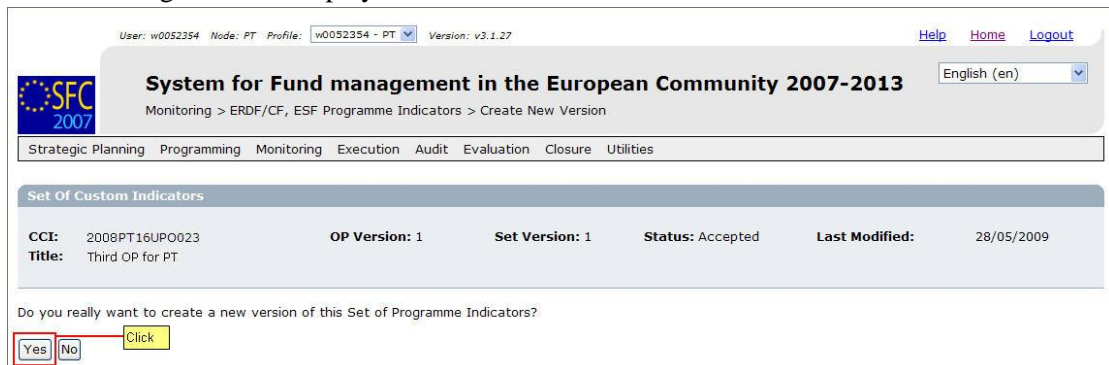 User: w0052354 Node: PT Profile: w0052354 - PT Version: v3.1.27 Help Home Logout
English (en)
System for Fund management in the European Community 2007-2013
Monitoring > ERDF/CF, ESF Programme Indicators > Create New Version
SFC
2007
Strategic Planning Programming Monitoring Execution Audit Evaluation Closure Utilities
Set Of Custom Indicators
CCI: 2008PT16UPO023 OP Version: 1 Set Version: 1 Status: Accepted Last Modified: 28/05/2009
Title: Third OP for PT
Do you really want to create a new version of this Set of Programme Indicators?
Click
Yes No